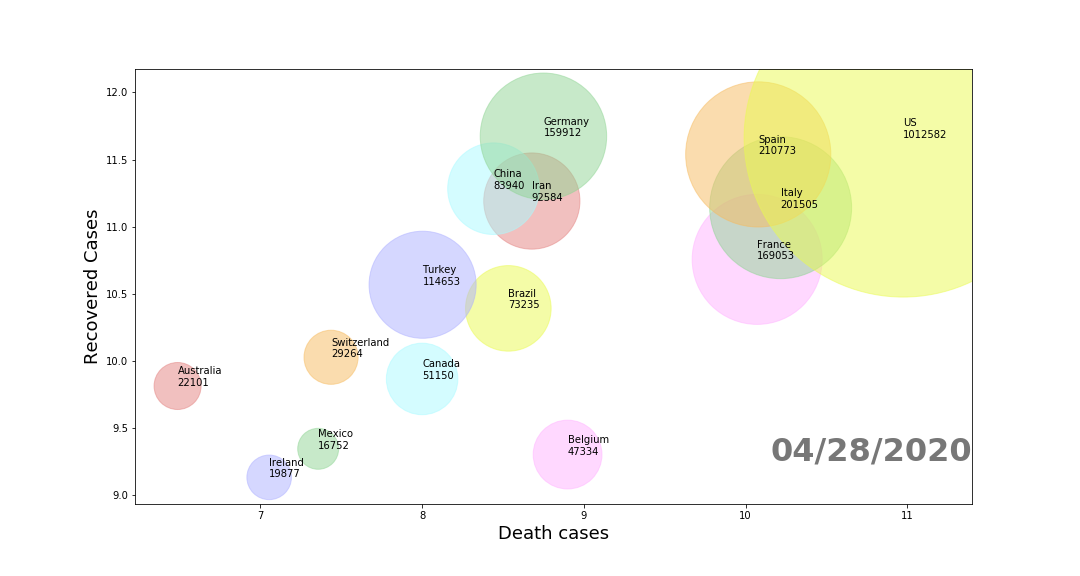 12.0
11.5
11.0
10.5
10.0
9.5
9.0
Recovered Cases
7
8
9
10
11
Death cases
Germany
159912
US
1012582
Spain
210773
China
83940
Iran
92584
Italy
201505
France
169053
Turkey
114653
Brazil
73235
Switzerland
29264
Canada
51150
Australia
22101
Mexico
16752
Belgium
47334
Ireland
19877
04/28/2020